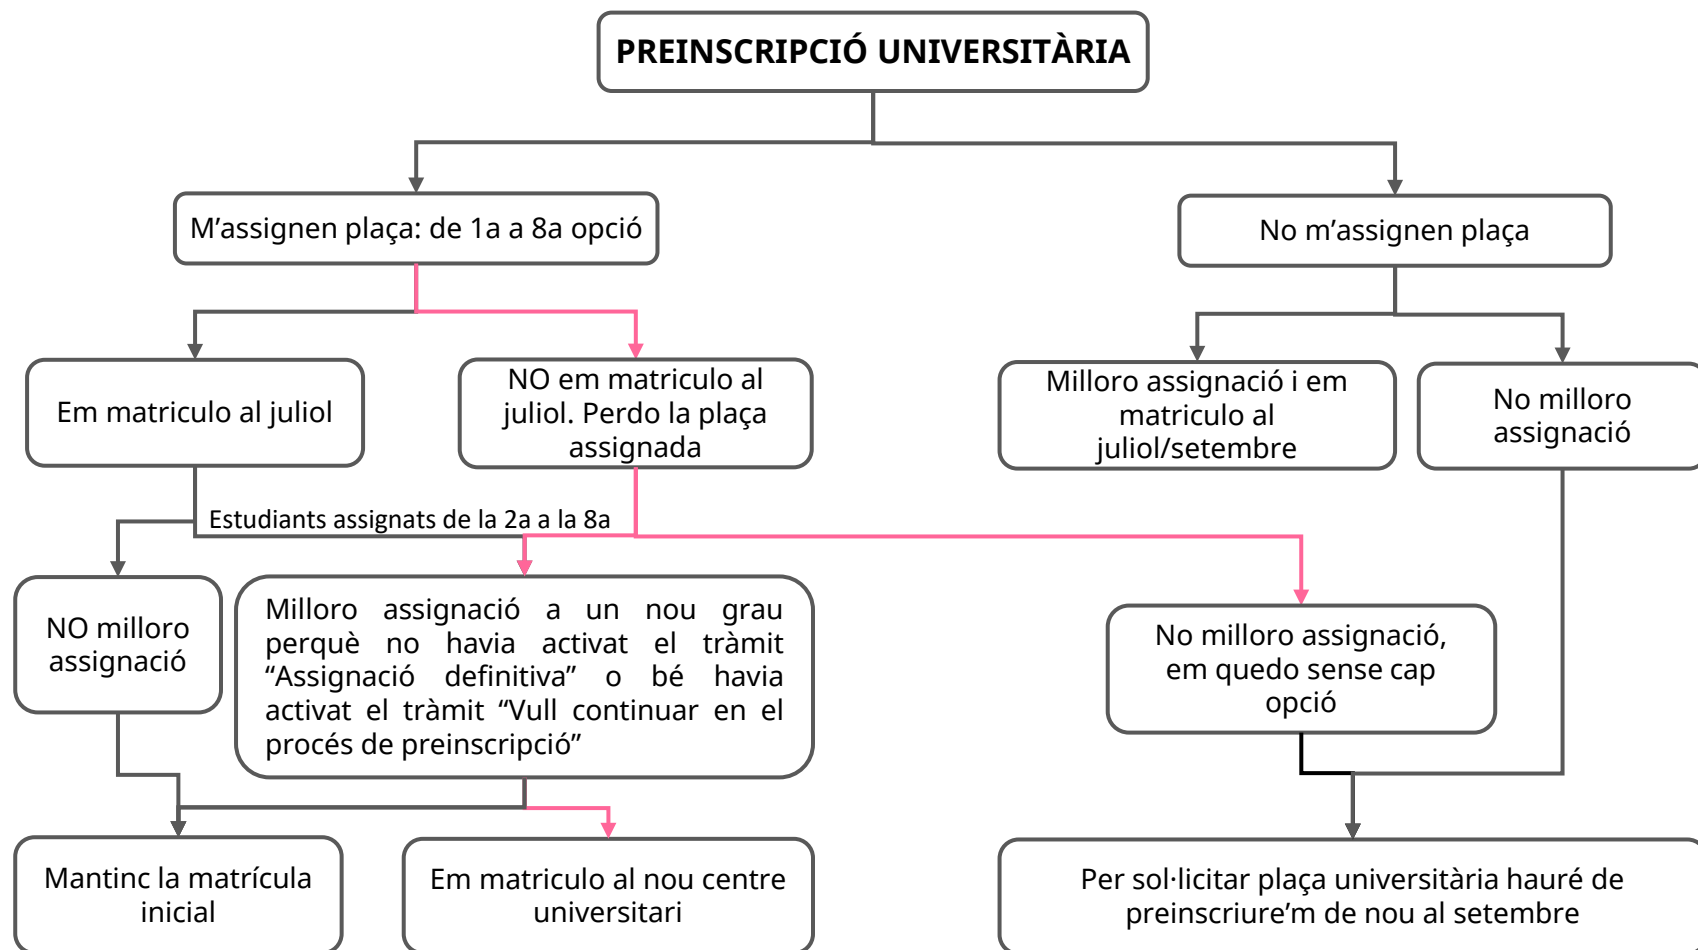 PREINSCRIPCIÓ UNIVERSITÀRIA
M’assignen plaça: de 1a a 8a opció
No m’assignen plaça
Em matriculo al juliol
NO em matriculo al
juliol. Perdo la plaça
assignada
Milloro assignació i em
matriculo al
juliol/setembre
No milloro
assignació
Estudiants assignats de la 2a a la 8a
NO milloro
assignació
Milloro assignació a un nou grau
perquè no havia activat el tràmit
“Assignació definitiva” o bé havia
activat el tràmit “Vull continuar en el
procés de preinscripció”
No milloro assignació,
em quedo sense cap
opció
Mantinc la matrícula
inicial
Em matriculo al nou centre
universitari
Per sol·licitar plaça universitària hauré de
preinscriure’m de nou al setembre